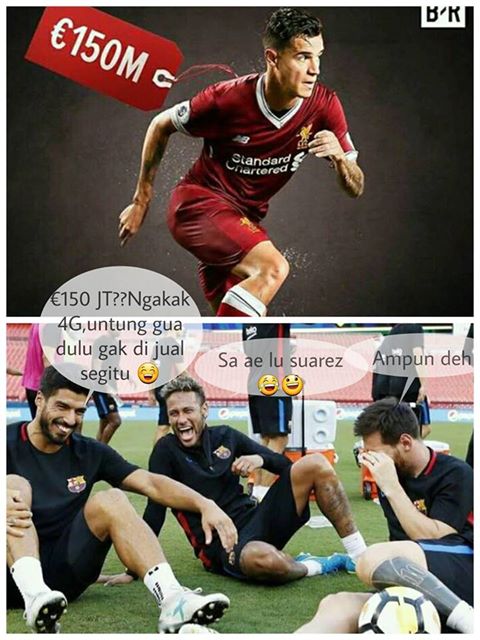 B/R
€150M
Standard
Chartered
€150 JT??Ngakak
4G,untung gua
dulu gak di jual
segitu 😅
Sa ae lu suarez
😂😃
Ampun deh